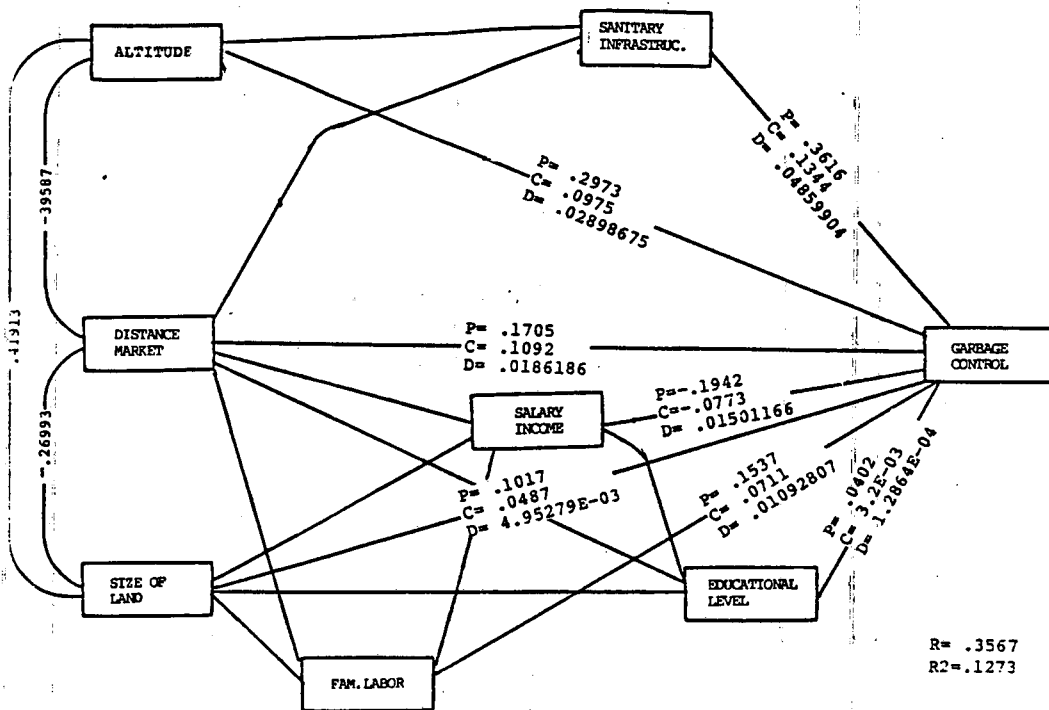 ALTITUDE
SANITARY
INFRASTRUC.
P= .3616
C= .1344
D= .04859904
P= .2973
C= .0975
D= .02898675
-39587
.41913
DISTANCE
MARKET
P= .1705
C= .1092
D= .0186186
GARBAGE
CONTROL
SALARY
INCOME
P=-.1942
C=-.0773
D= .01501166
-.26993
P= .1017
C= .0487
D= 4.95279E-03
P= .1537
C= .0711
D= .01092807
P= .0402
C= 3.2E-03
D= 1.2864E-04
SIZE OF
LAND
EDUCATIONAL
LEVEL
FAM.LABOR
R= .3567
R2=.1273